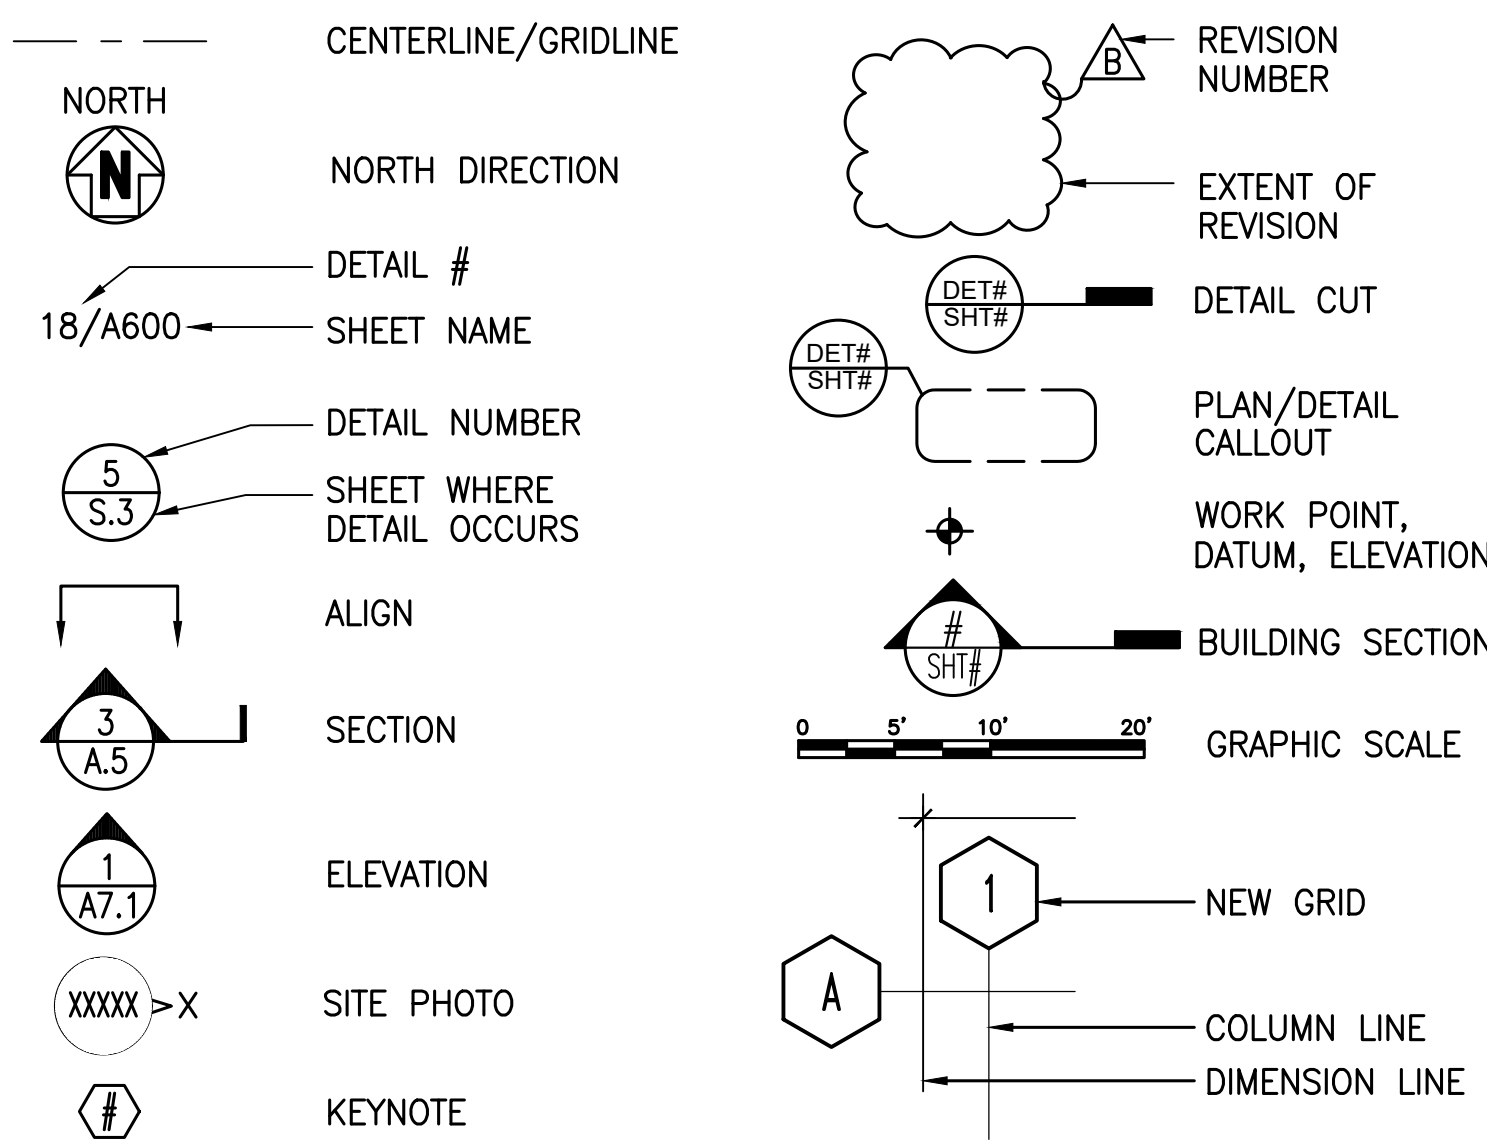 CENTERLINE/GRIDLINE
NORTH
N
NORTH DIRECTION
DETAIL #
18/A600
SHEET NAME
DETAIL NUMBER
5
S.3
SHEET WHERE
DETAIL OCCURS
ALIGN
3
A.5
SECTION
1
A7.1
ELEVATION
XXXXX>X
SITE PHOTO
#
KEYNOTE
B
REVISION
NUMBER
EXTENT OF
REVISION
DET#
SHT#
DETAIL CUT
DET#
SHT#
PLAN/DETAIL
CALLOUT
WORK POINT,
DATUM, ELEVATION
#
SHT#
BUILDING SECTION
0 5' 10' 20'
GRAPHIC SCALE
1
NEW GRID
A
COLUMN LINE
DIMENSION LINE